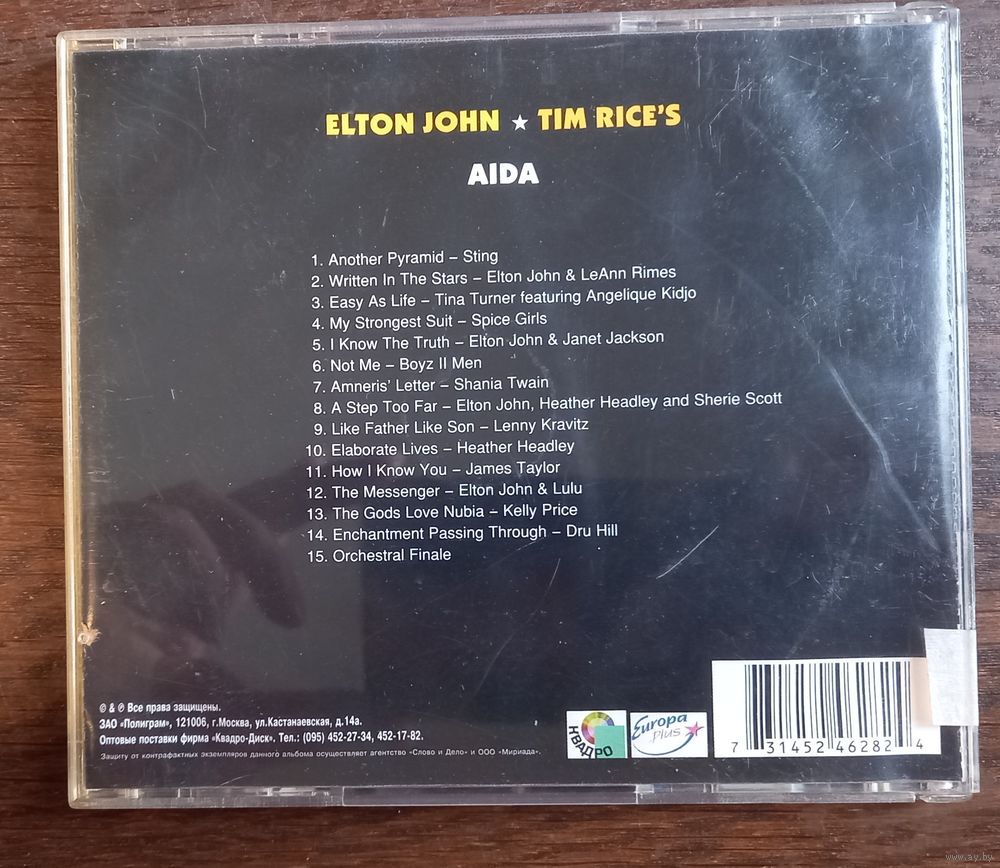 ELTON JOHN ★ TIM RICE'S
AIDA
1. Another Pyramid – Sting
2. Written In The Stars – Elton John & LeAnn Rimes
3. Easy As Life – Tina Turner featuring Angelique Kidjo
4. My Strongest Suit – Spice Girls
5. I Know The Truth – Elton John & Janet Jackson
6. Not Me – Boyz II Men
7. Amneris' Letter – Shania Twain
8. A Step Too Far – Elton John, Heather Headley and Sherie Scott
9. Like Father Like Son – Lenny Kravitz
10. Elaborate Lives – Heather Headley
11. How I Know You – James Taylor
12. The Messenger – Elton John & Lulu
13. The Gods Love Nubia – Kelly Price
14. Enchantment Passing Through – Dru Hill
15. Orchestral Finale
© & ℗ Все права защищены.
ЗАО «Полиграм», 121006, г.Москва, ул.Кастанаевская, д.14а.
Оптовые поставки фирма «Квадро-Диск». Тел.: (095) 452-27-34, 452-17-82.
Защиту от контрафактных экземпляров данного альбома осуществляют агентство «Слово и Дело» и ООО «Мириада».
КВАДРО
Europa plus
7 31452 46282 4
www.ay.by